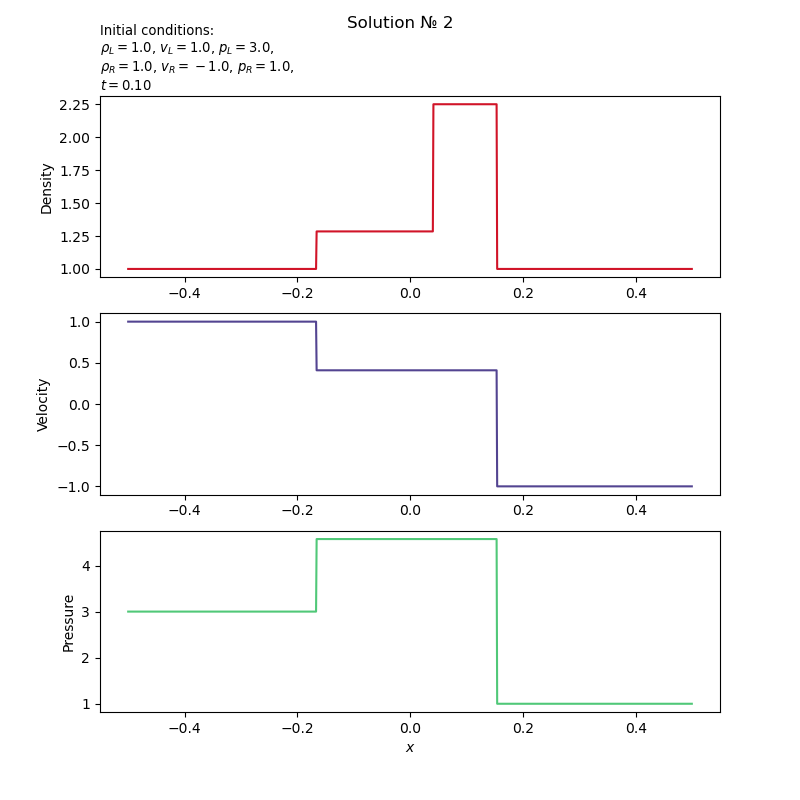 Solution № 2
Initial conditions:
ρL = 1.0, vL = 1.0, pL = 3.0,
ρR = 1.0, vR = −1.0, pR = 1.0,
t = 0.10
2.25
2.00
1.75
1.50
1.25
1.00
Density
−0.4 −0.2 0.0 0.2 0.4
1.0
0.5
0.0
−0.5
−1.0
Velocity
−0.4 −0.2 0.0 0.2 0.4
4
3
2
1
Pressure
−0.4 −0.2 0.0 0.2 0.4
x